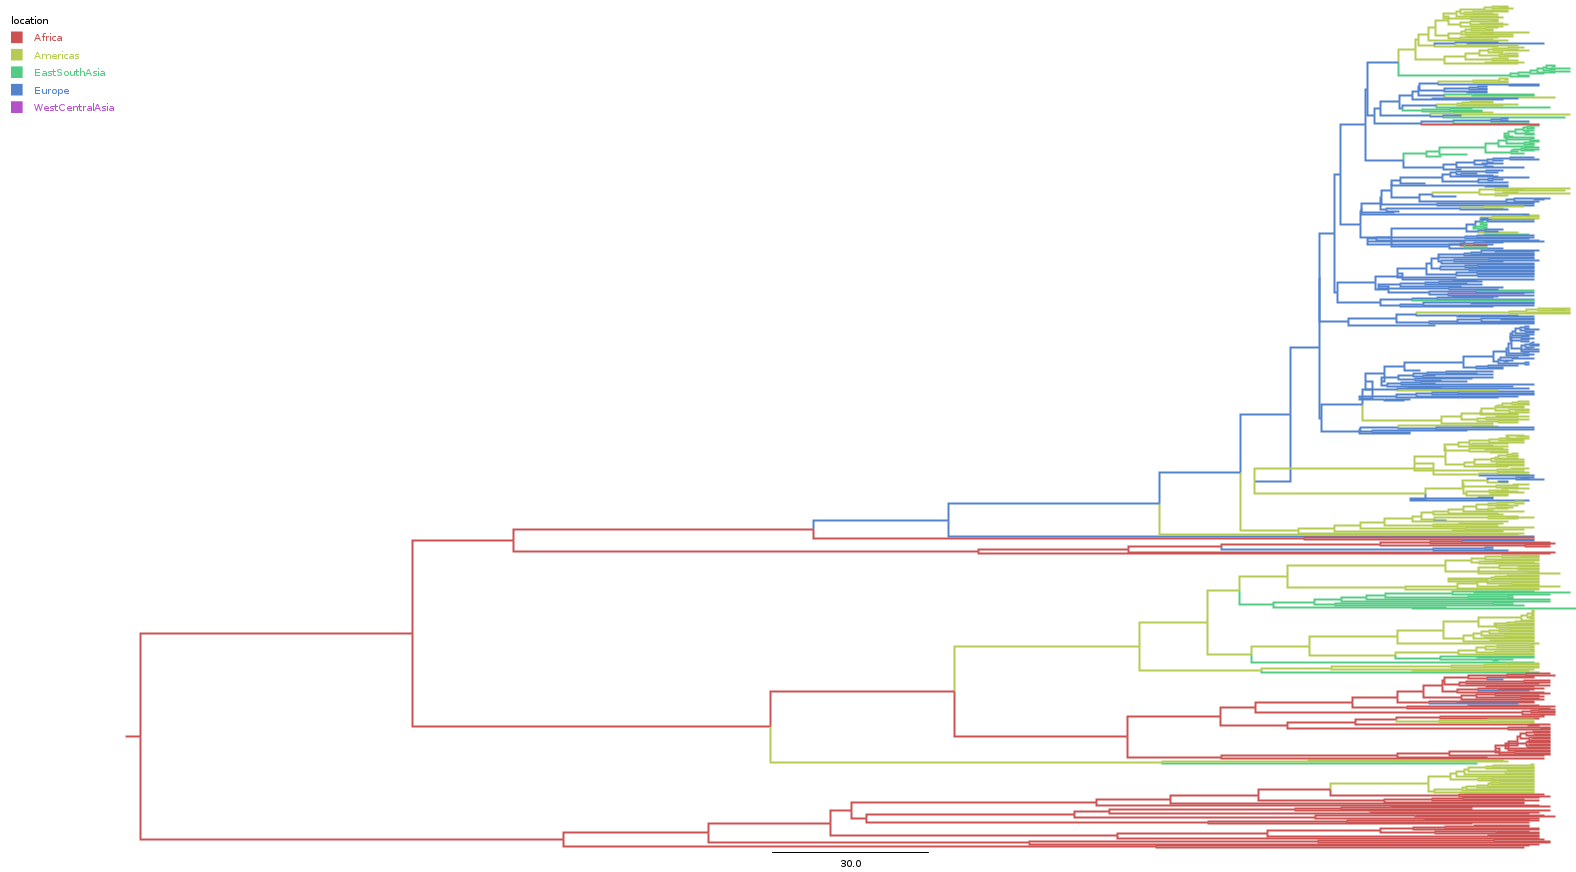 location
Africa
Americas
EastSouthAsia
Europe
WestCentralAsia
30.0